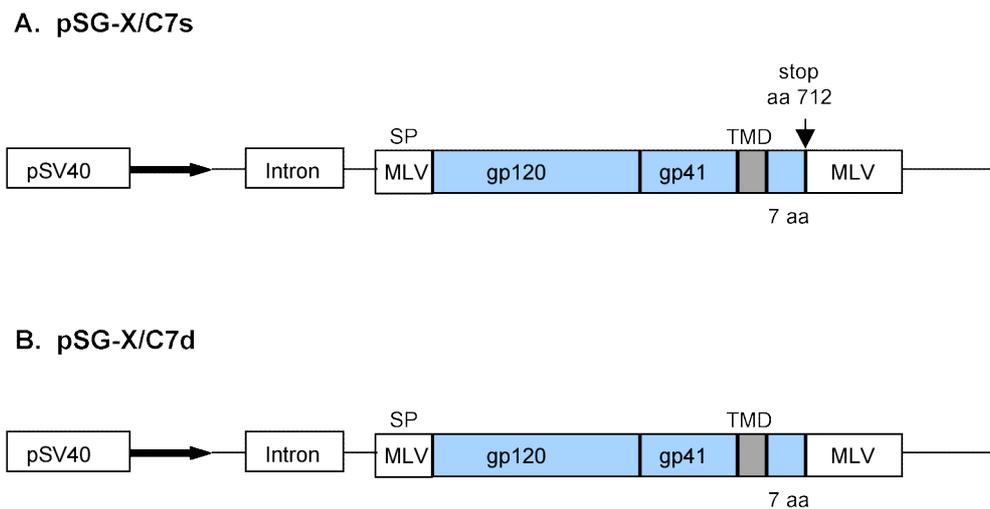 A. pSG-X/C7s
stop
aa 712
SP TMD
pSV40 Intron MLV gp120 gp41 MLV
7 aa
B. pSG-X/C7d
SP TMD
pSV40 Intron MLV gp120 gp41 MLV
7 aa